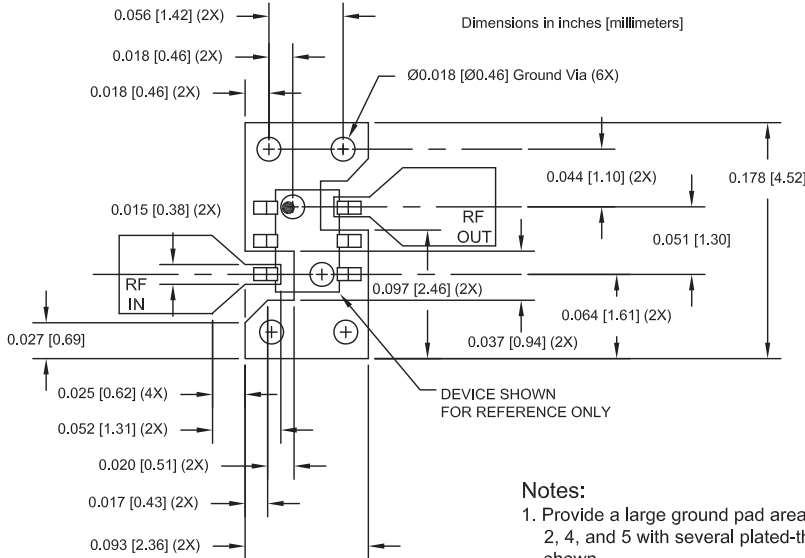 0.056 [1.42] (2X)
Dimensions in inches [millimeters]
0.018 [0.46] (2X)
Ø0.018 [Ø0.46] Ground Via (6X)
0.018 [0.46] (2X)
0.044 [1.10] (2X)
0.178 [4.52]
0.015 [0.38] (2X)
RF
OUT
0.051 [1.30]
RF
IN
0.097 [2.46] (2X)
0.064 [1.61] (2X)
0.027 [0.69]
0.037 [0.94] (2X)
0.025 [0.62] (4X)
DEVICE SHOWN
FOR REFERENCE ONLY
0.052 [1.31] (2X)
0.020 [0.51] (2X)
0.017 [0.43] (2X)
0.093 [2.36] (2X)
Notes:
1. Provide a large ground pad area
2, 4, and 5 with several plated-th
shown